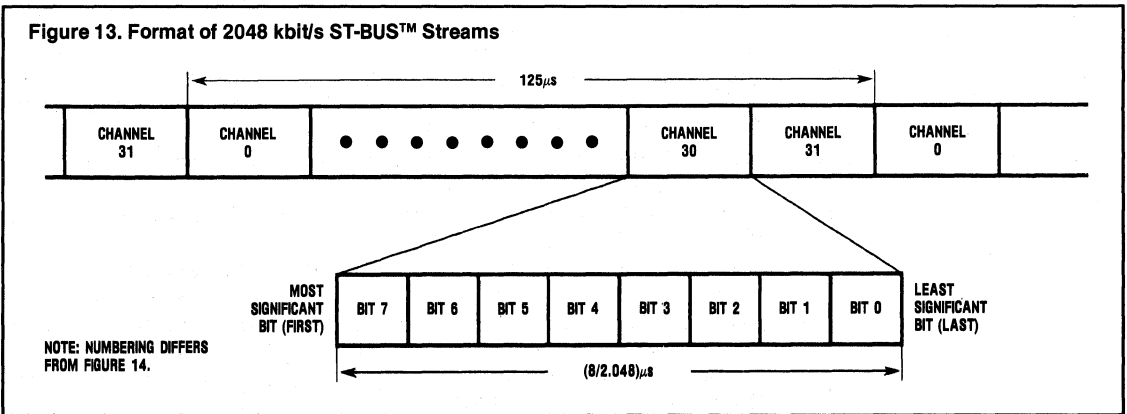 Figure 13. Format of 2048 kbit/s ST-BUS™ Streams
125µs
CHANNEL
31
CHANNEL
0
CHANNEL
30
CHANNEL
31
CHANNEL
0
MOST
SIGNIFICANT
BIT (FIRST)
BIT 7
BIT 6
BIT 5
BIT 4
BIT 3
BIT 2
BIT 1
BIT 0
LEAST
SIGNIFICANT
BIT (LAST)
NOTE: NUMBERING DIFFERS
FROM FIGURE 14.
(8/2.048)µs